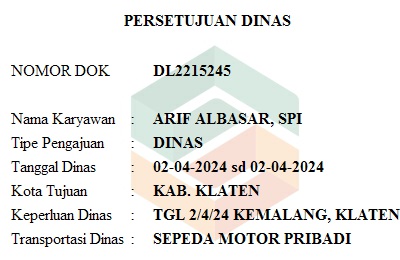 PERSETUJUAN DINAS
NOMOR DOK DL2215245
Nama Karyawan : ARIF ALBASAR, SPI
Tipe Pengajuan : DINAS
Tanggal Dinas : 02-04-2024 sd 02-04-2024
Kota Tujuan : KAB. KLATEN
Keperluan Dinas : TGL 2/4/24 KEMALANG, KLATEN
Transportasi Dinas : SEPEDA MOTOR PRIBADI